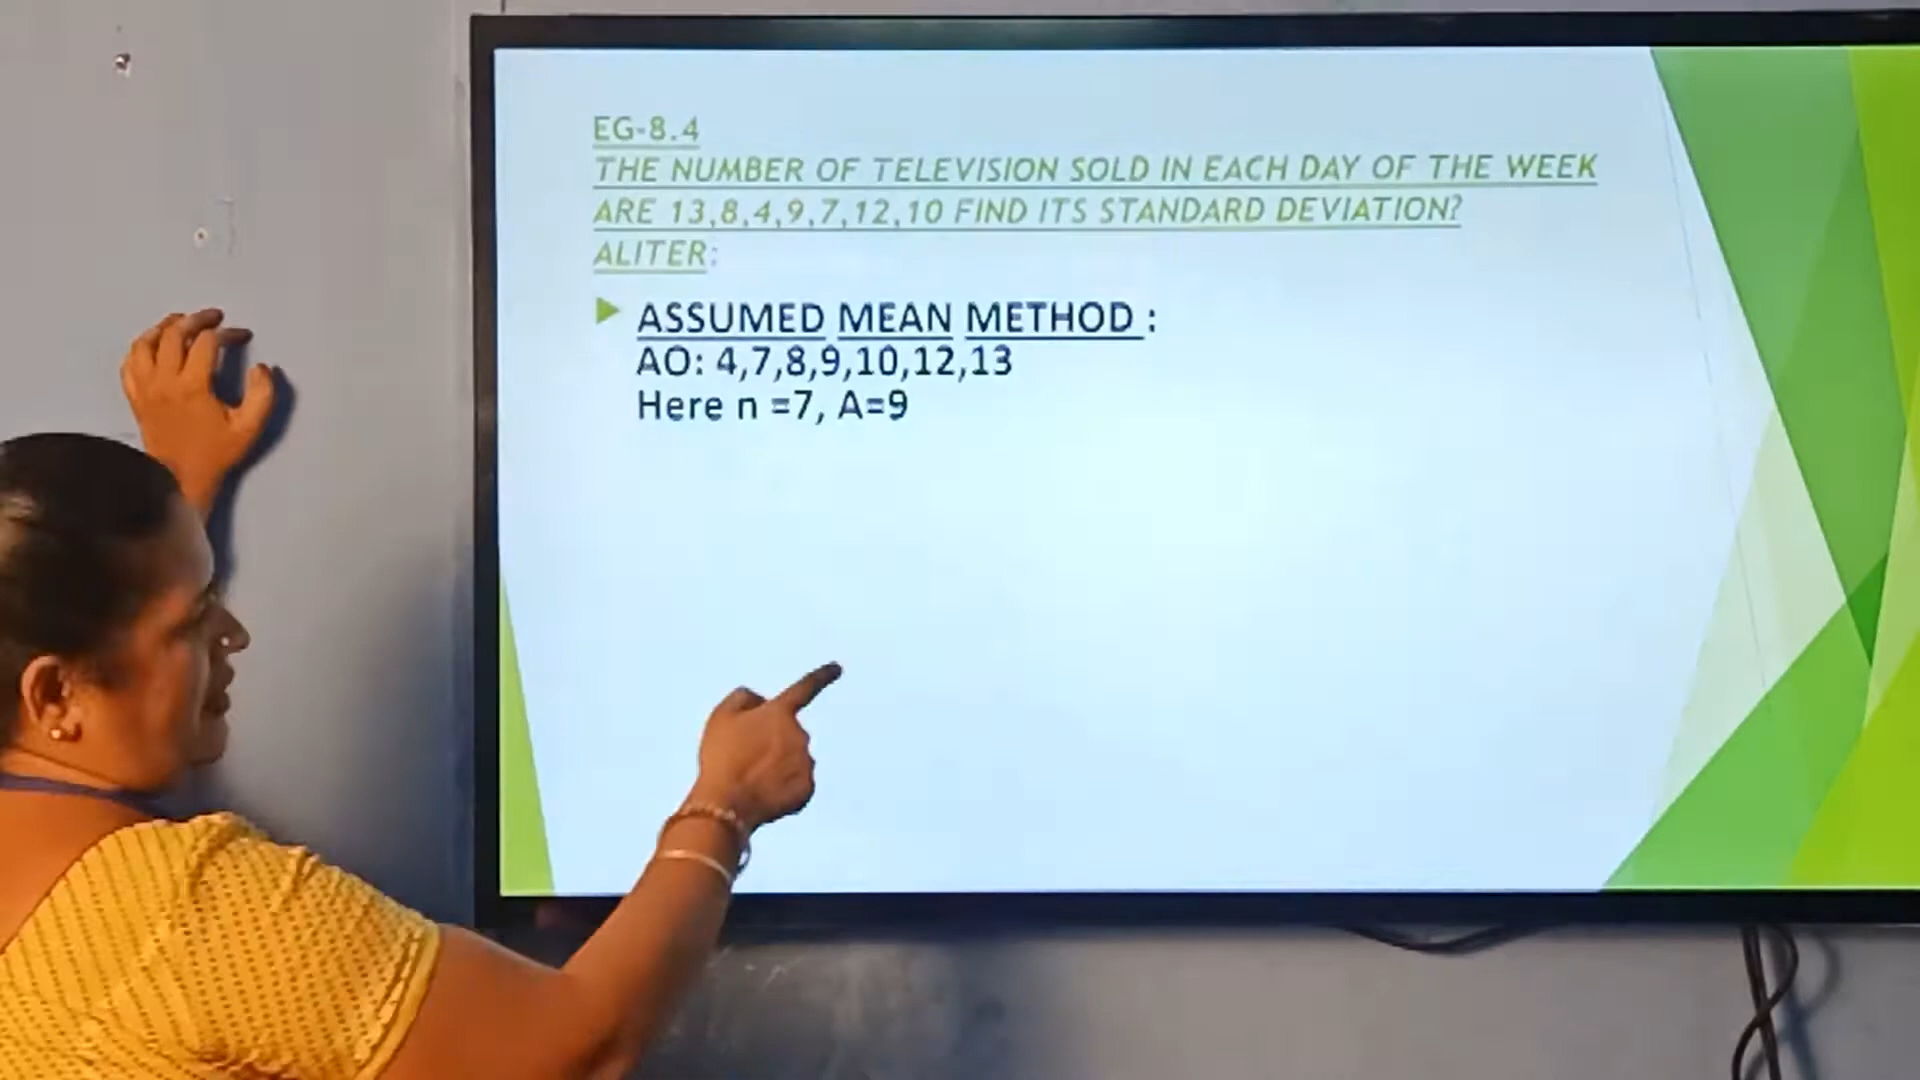 EG-8.4
THE NUMBER OF TELEVISION SOLD IN EACH DAY OF THE WEEK
ARE 13,8,4,9,7,12,10 FIND ITS STANDARD DEVIATION?
ALITER:
ASSUMED MEAN METHOD :
AO: 4,7,8,9,10,12,13
Here n =7, A=9